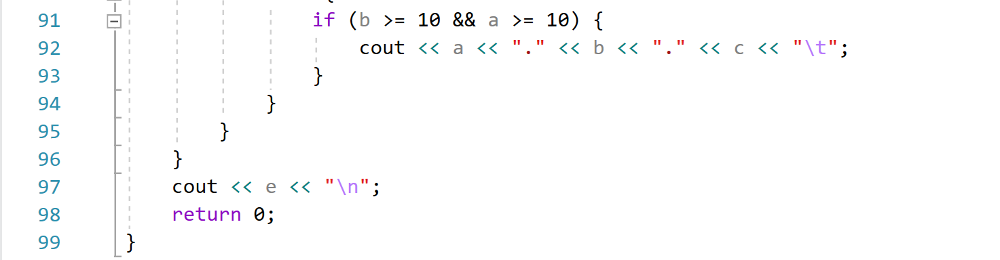 {
91 if (b >= 10 && a >= 10) {
92 cout << a << "." << b << "." << c << "\t";
93 }
94 }
95 }
96 }
97 cout << e << "\n";
98 return 0;
99 }